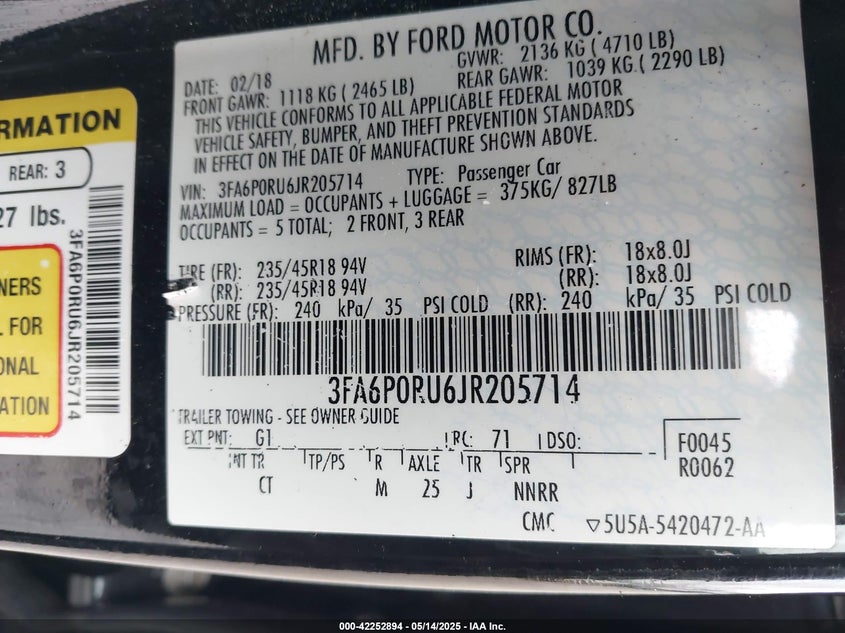 MFD. BY FORD MOTOR CO.
DATE: 02/18 GVWR: 2136 KG ( 4710 LB)
FRONT GAWR: 1118 KG ( 2465 LB) REAR GAWR: 1039 KG ( 2290 LB)
THIS VEHICLE CONFORMS TO ALL APPLICABLE FEDERAL MOTOR
VEHICLE SAFETY, BUMPER, AND THEFT PREVENTION STANDARDS
IN EFFECT ON THE DATE OF MANUFACTURE SHOWN ABOVE.
VIN: 3FA6P0RU6JR205714 TYPE: Passenger Car
MAXIMUM LOAD = OCCUPANTS + LUGGAGE = 375KG/ 827LB
OCCUPANTS = 5 TOTAL; 2 FRONT, 3 REAR
TIRE (FR): 235/45R18 94V RIMS (FR): 18x8.0J
(RR): 235/45R18 94V (RR): 18x8.0J
PRESSURE (FR): 240 kPa/ 35 PSI COLD (RR): 240 kPa/ 35 PSI COLD
3FA6P0RU6JR205714
TRAILER TOWING - SEE OWNER GUIDE
EXT PNT: G1 RC: 71 DSO: F0045
INT TR TP/PS R AXLE TR SPR R0062
CT M 25 J NNRR
CMC ▽5U5A-5420472-AA
RMATION
REAR: 3
27 lbs.
NERS
L FOR
ONAL
ATION
3FA6P0RU6JR205714
000-42252894 - 05/14/2025 - IAA Inc.